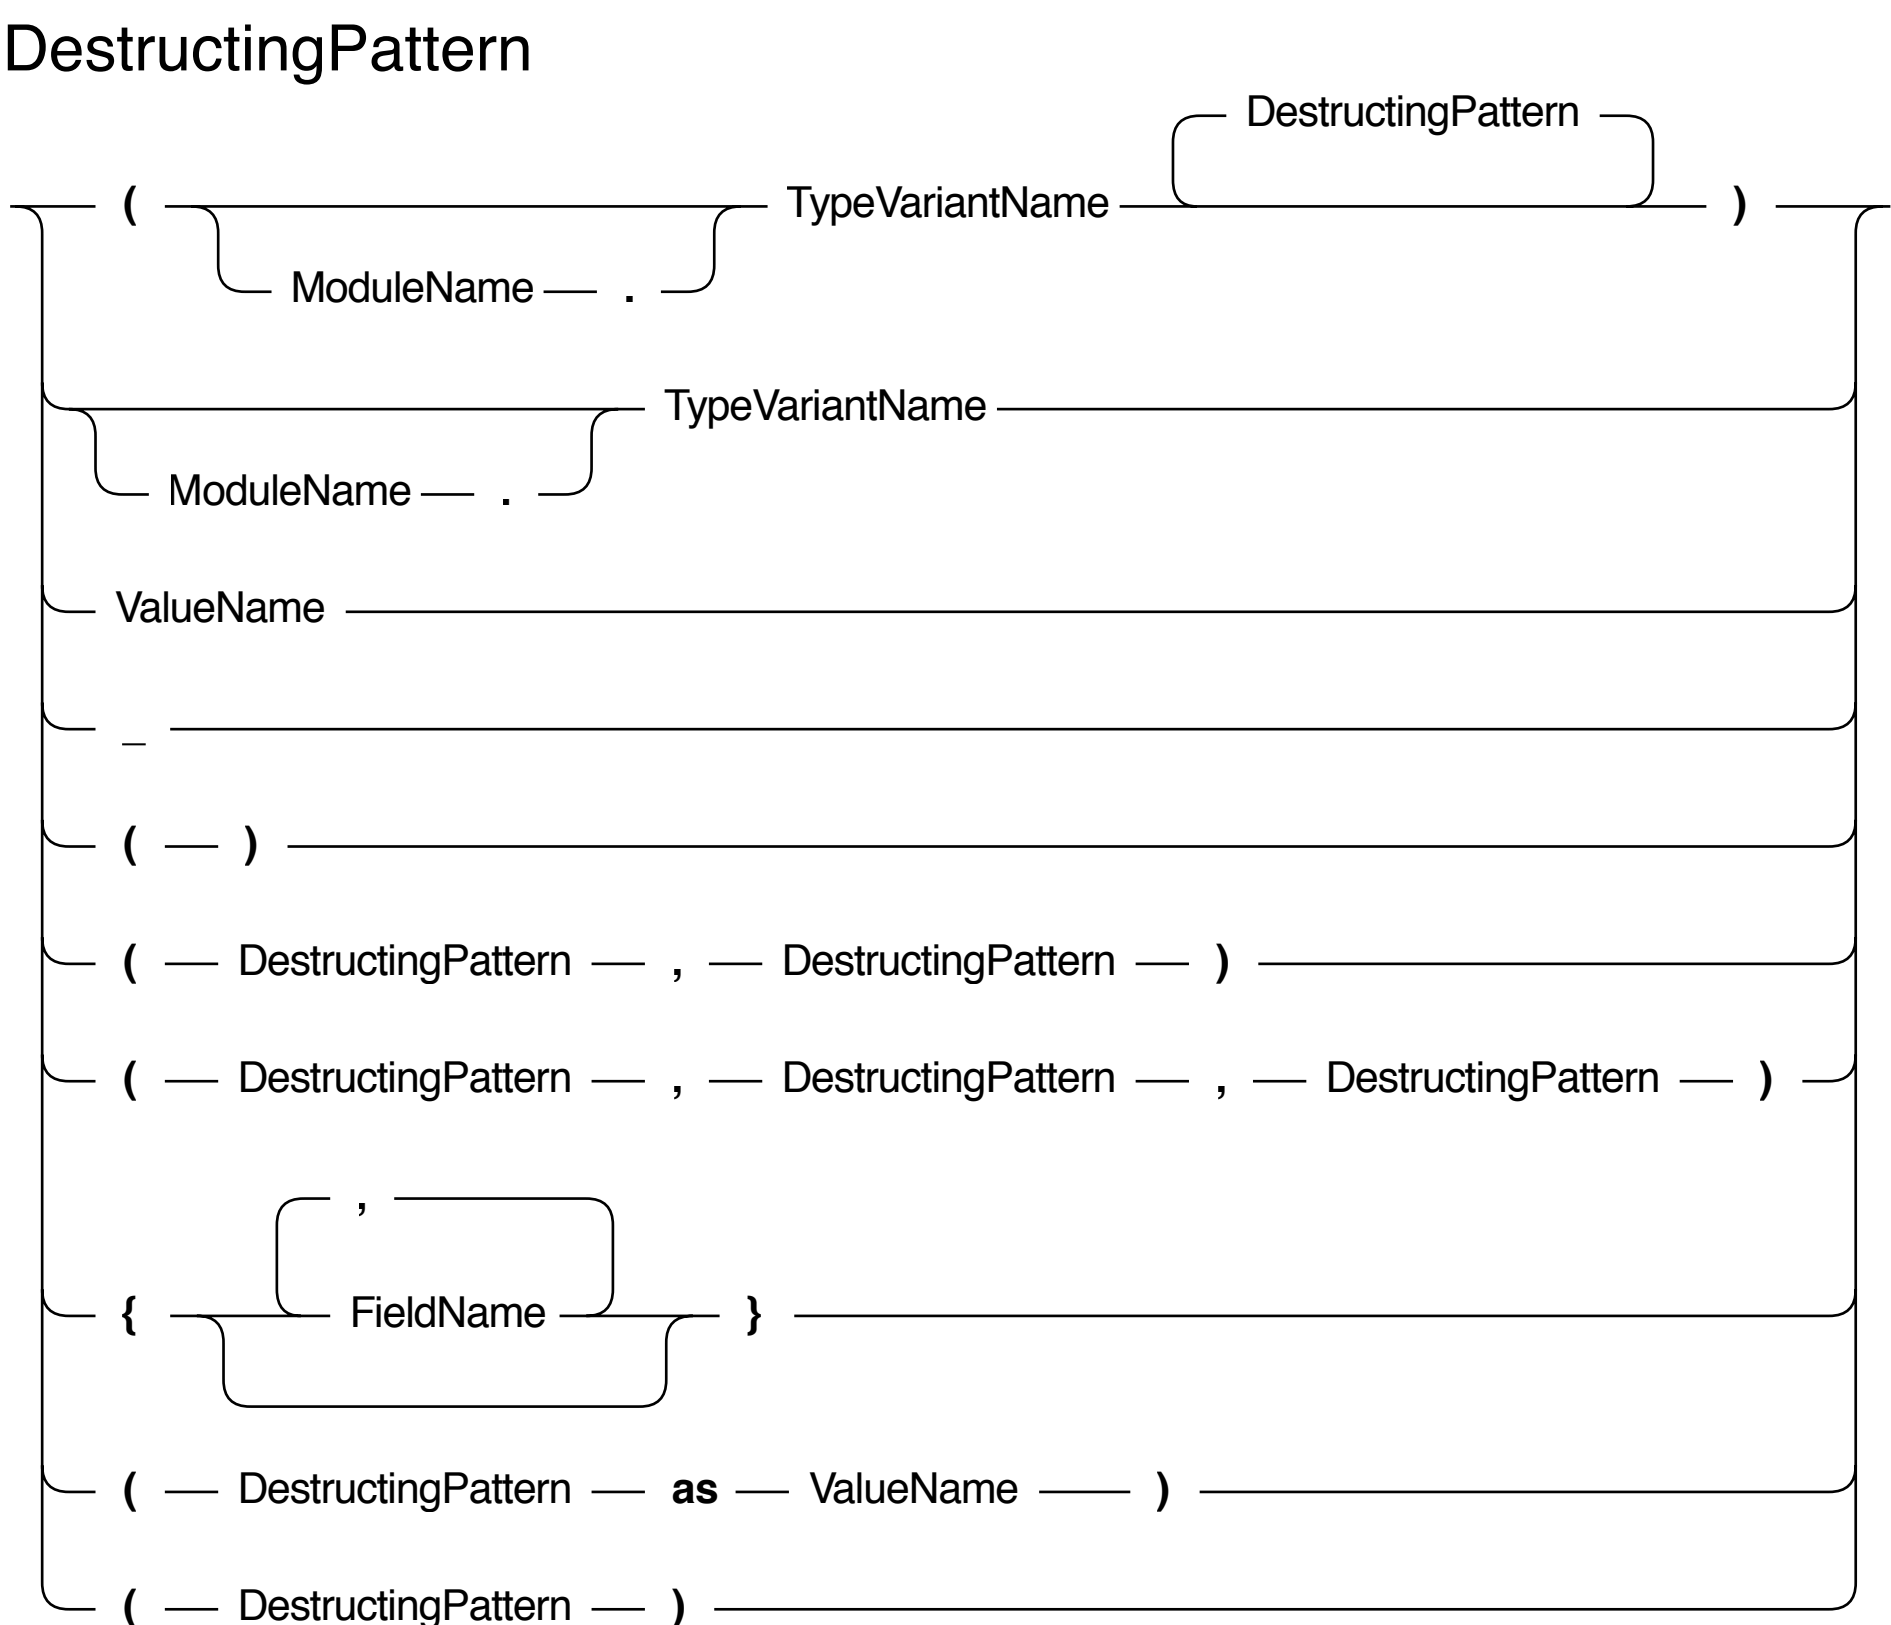 DestructingPattern
DestructingPattern
( TypeVariantName )
ModuleName .
TypeVariantName
ModuleName .
ValueName
_
( )
( DestructingPattern , DestructingPattern )
( DestructingPattern , DestructingPattern , DestructingPattern )
,
{ FieldName }
( DestructingPattern as ValueName )
( DestructingPattern )